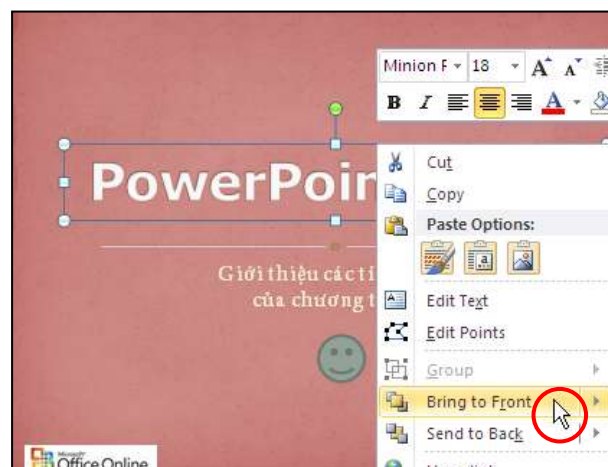 Minion F 18 A A
B I A
PowerPoin
Cut
Copy
Paste Options:
Giới thiệu các tí
của chương t
Edit Text
Edit Points
Group
Bring to Front
Send to Back
Microsoft
Office Online